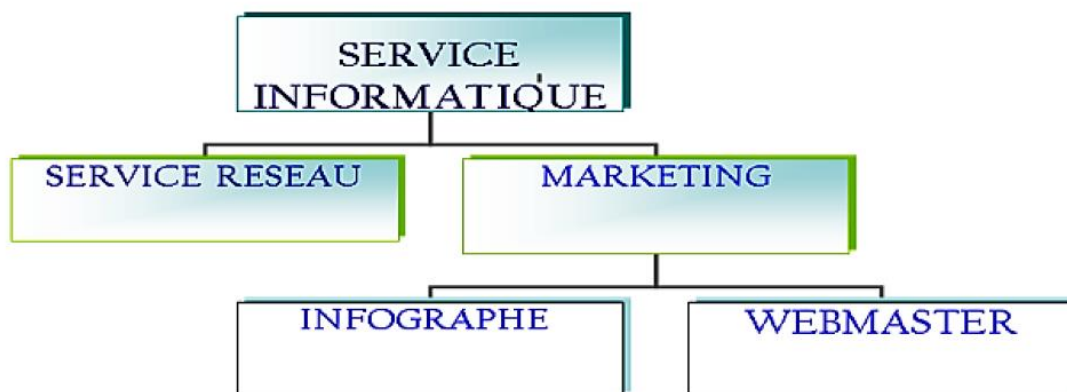 SERVICE
INFORMATIQUE
SERVICE RESEAU
MARKETING
INFOGRAPHE
WEBMASTER